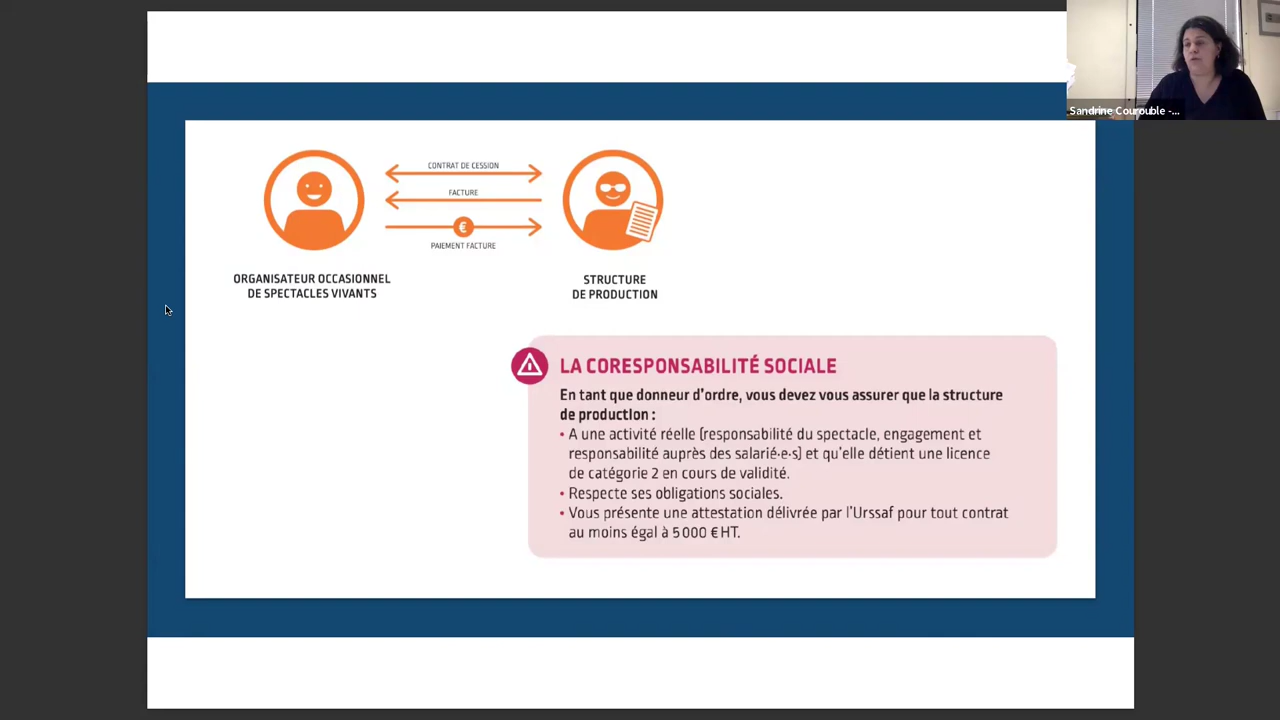 Sandrine Courouble -...
CONTRAT DE CESSION
FACTURE
€
PAIEMENT FACTURE
ORGANISATEUR OCCASIONNEL
DE SPECTACLES VIVANTS
STRUCTURE
DE PRODUCTION
LA CORESPONSABILITÉ SOCIALE
En tant que donneur d'ordre, vous devez vous assurer que la structure
de production :
• A une activité réelle (responsabilité du spectacle, engagement et
responsabilité auprès des salarié·e·s) et qu'elle détient une licence
de catégorie 2 en cours de validité.
• Respecte ses obligations sociales.
• Vous présente une attestation délivrée par l'Urssaf pour tout contrat
au moins égal à 5 000 € HT.